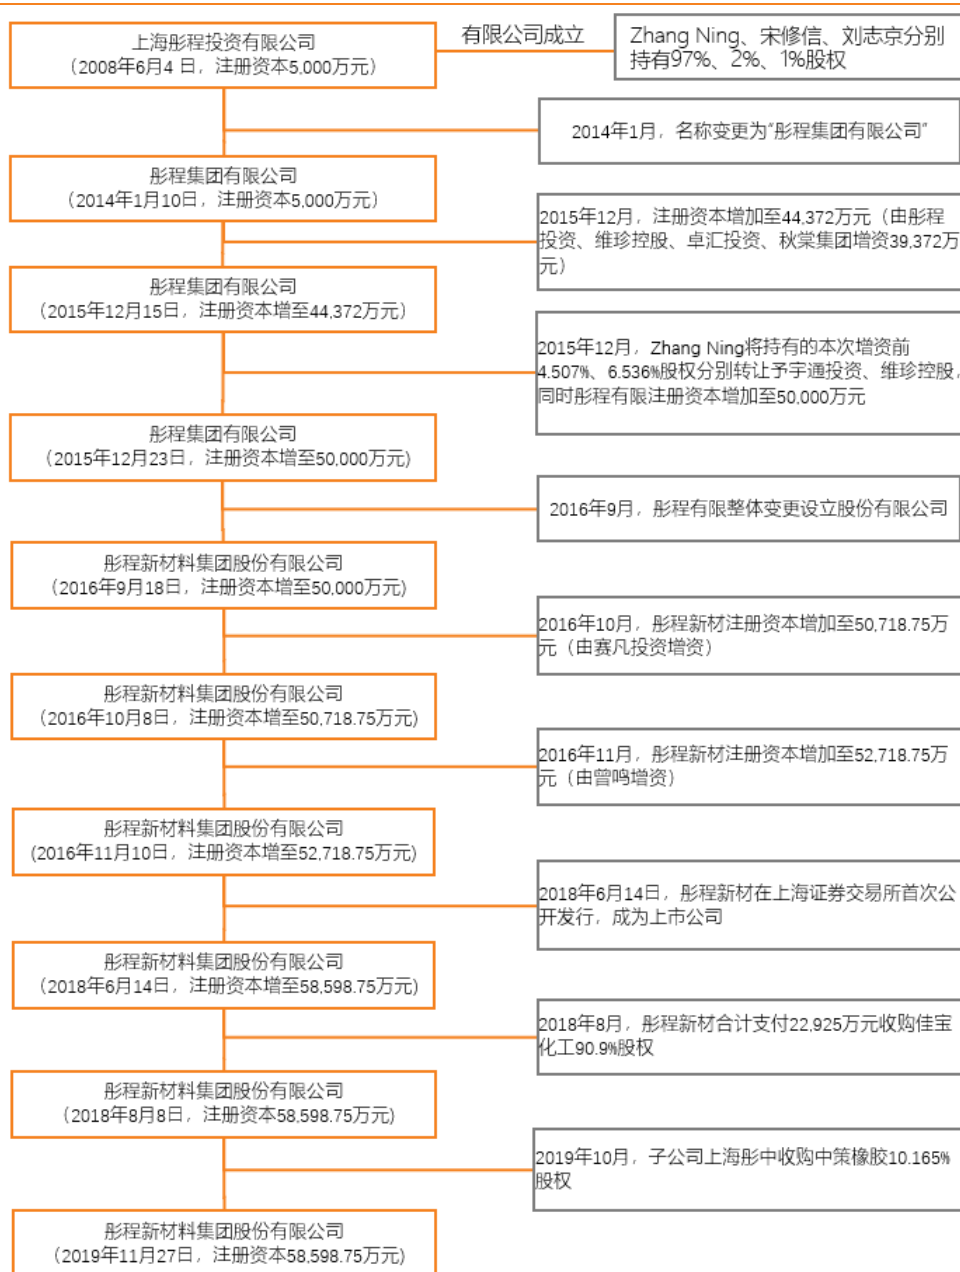 上海彤程投资有限公司
(2008年6月4 日，注册资本5,000万元）
有限公司成立
Zhang Ning、宋修信、刘志京分别
持有97%、2%、1%股权
2014年1月，名称变更为“彤程集团有限公司”
彤程集团有限公司
（2014年1月10日，注册资本5,000万元）
2015年12月，注册资本增加至44,372万元（由彤程
投资、维珍控股、卓汇投资、秋棠集团增资39,372万
元）
彤程集团有限公司
（2015年12月15日，注册资本增至44,372万元）
2015年12月，Zhang Ning将持有的本次增资前
4.507%、6.536%股权分别转让予宇通投资、维珍控股，
同时彤程有限注册资本增加至50,000万元
彤程集团有限公司
（2015年12月23日，注册资本增至50,000万元)
2016年9月，彤程有限整体变更设立股份有限公司
彤程新材料集团股份有限公司
（2016年9月18日，注册资本增至50,000万元)
2016年10月，彤程新材注册资本增加至50,718.75万
元（由赛凡投资增资）
彤程新材料集团股份有限公司
（2016年10月8日，注册资本增至50,718.75万元)
2016年11月，彤程新材注册资本增加至52,718.75万
元（由曾鸣增资）
彤程新材料集团股份有限公司
(2016年11月10日，注册资本增至52,718.75万元)
2018年6月14日，彤程新材在上海证券交易所首次公
开发行，成为上市公司
彤程新材料集团股份有限公司
（2018年6月14日，注册资本增至58,598.75万元)
2018年8月，彤程新材合计支付22,925万元收购佳宝
化工90.9%股权
彤程新材料集团股份有限公司
（2018年8月8日，注册资本58,598.75万元)
2019年10月，子公司上海彤中收购中策橡胶10.165%
股权
彤程新材料集团股份有限公司
（2019年11月27日，注册资本58,598.75万元)